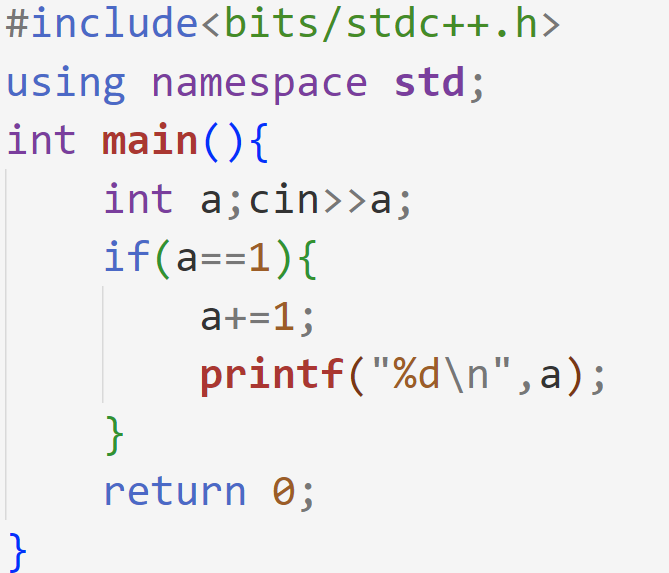 #include<bits/stdc++.h>
using namespace std;
int main(){
    int a;cin>>a;
    if(a==1){
        a+=1;
        printf("%d\n",a);
    }
    return 0;
}